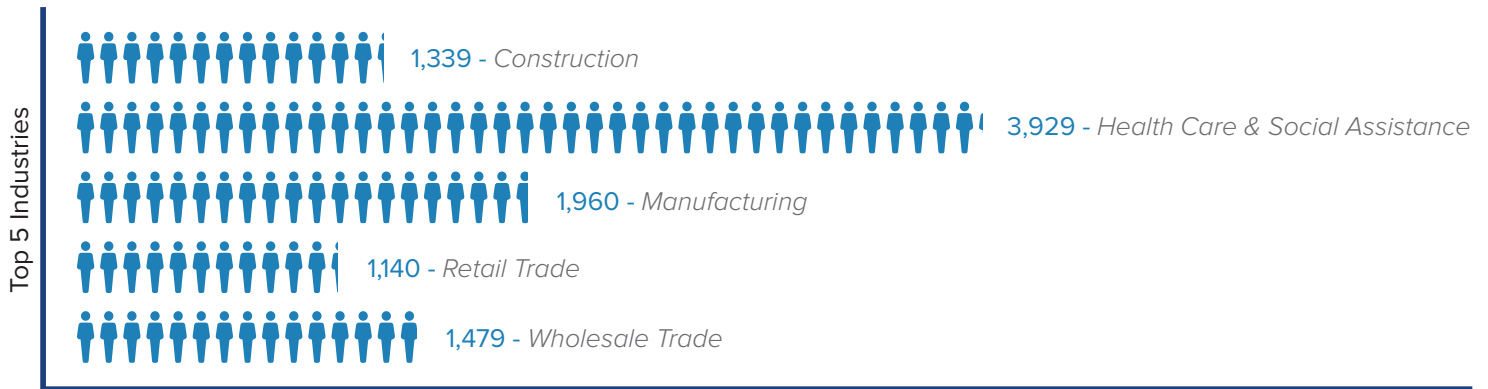 Top 5 Industries
1,339 - Construction
3,929 - Health Care & Social Assistance
1,960 - Manufacturing
1,140 - Retail Trade
1,479 - Wholesale Trade